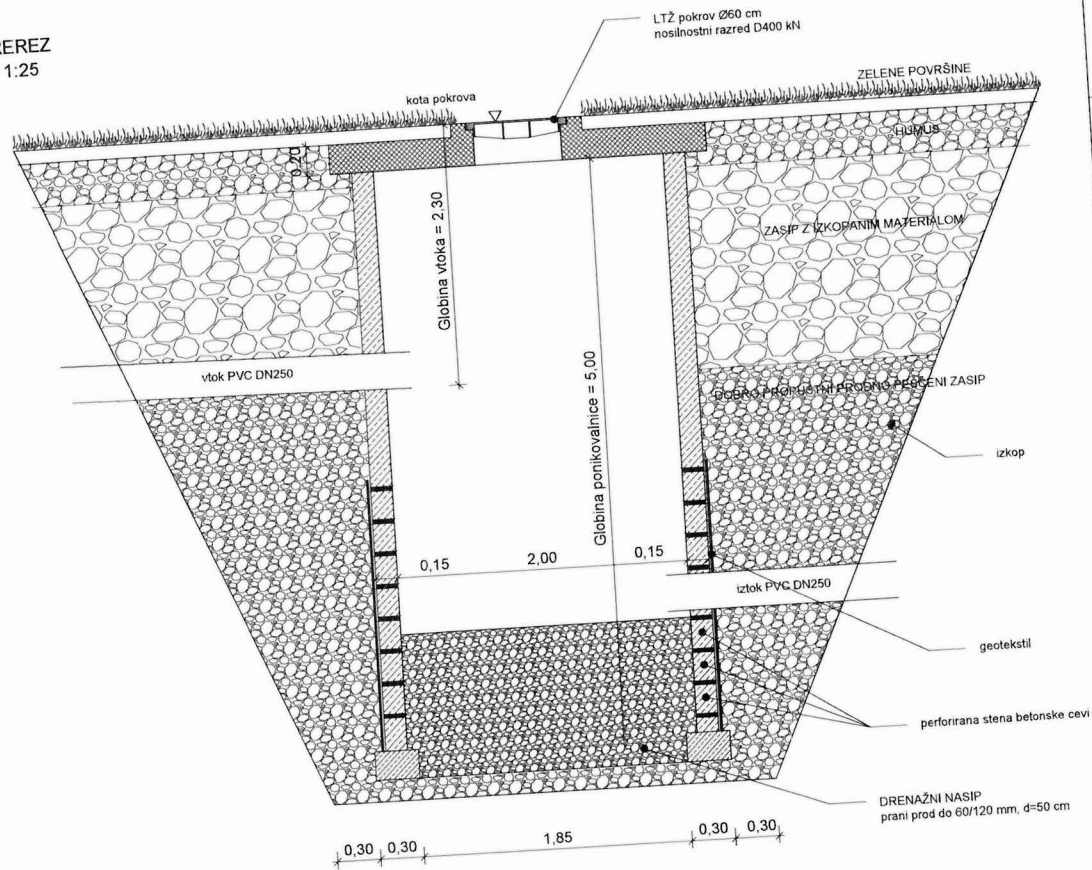 LTŽ pokrov Ø60 cm
nosilnostni razred D400 kN
1:25
kota pokrova
ZELENE POVRŠINE
HUMUS
0,20
ZASIP Z IZKOPANIM MATERIALOM
Globina vtoka = 2,30
vtok PVC DN250
Globina ponikovalnice = 5,00
DOBRO PROPUSTNI PRODNO PEŠČENI ZASIP
izkop
0,15
2,00
0,15
iztok PVC DN250
geotekstil
perforirana stena betonske cevi
DRENAŽNI NASIP
prani prod do 60/120 mm, d=50 cm
0,30
0,30
1,85
0,30
0,30